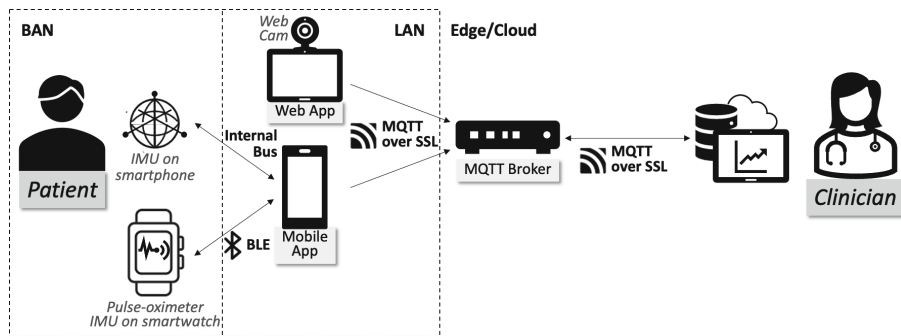 BAN
Web
Cam
LAN
Edge/Cloud
Web App
Internal
Bus
MQTT
over SSL
IMU on
smartphone
Patient
MQTT Broker
MQTT
over SSL
Clinician
BLE
Mobile
App
Pulse-oximeter
IMU on smartwatch